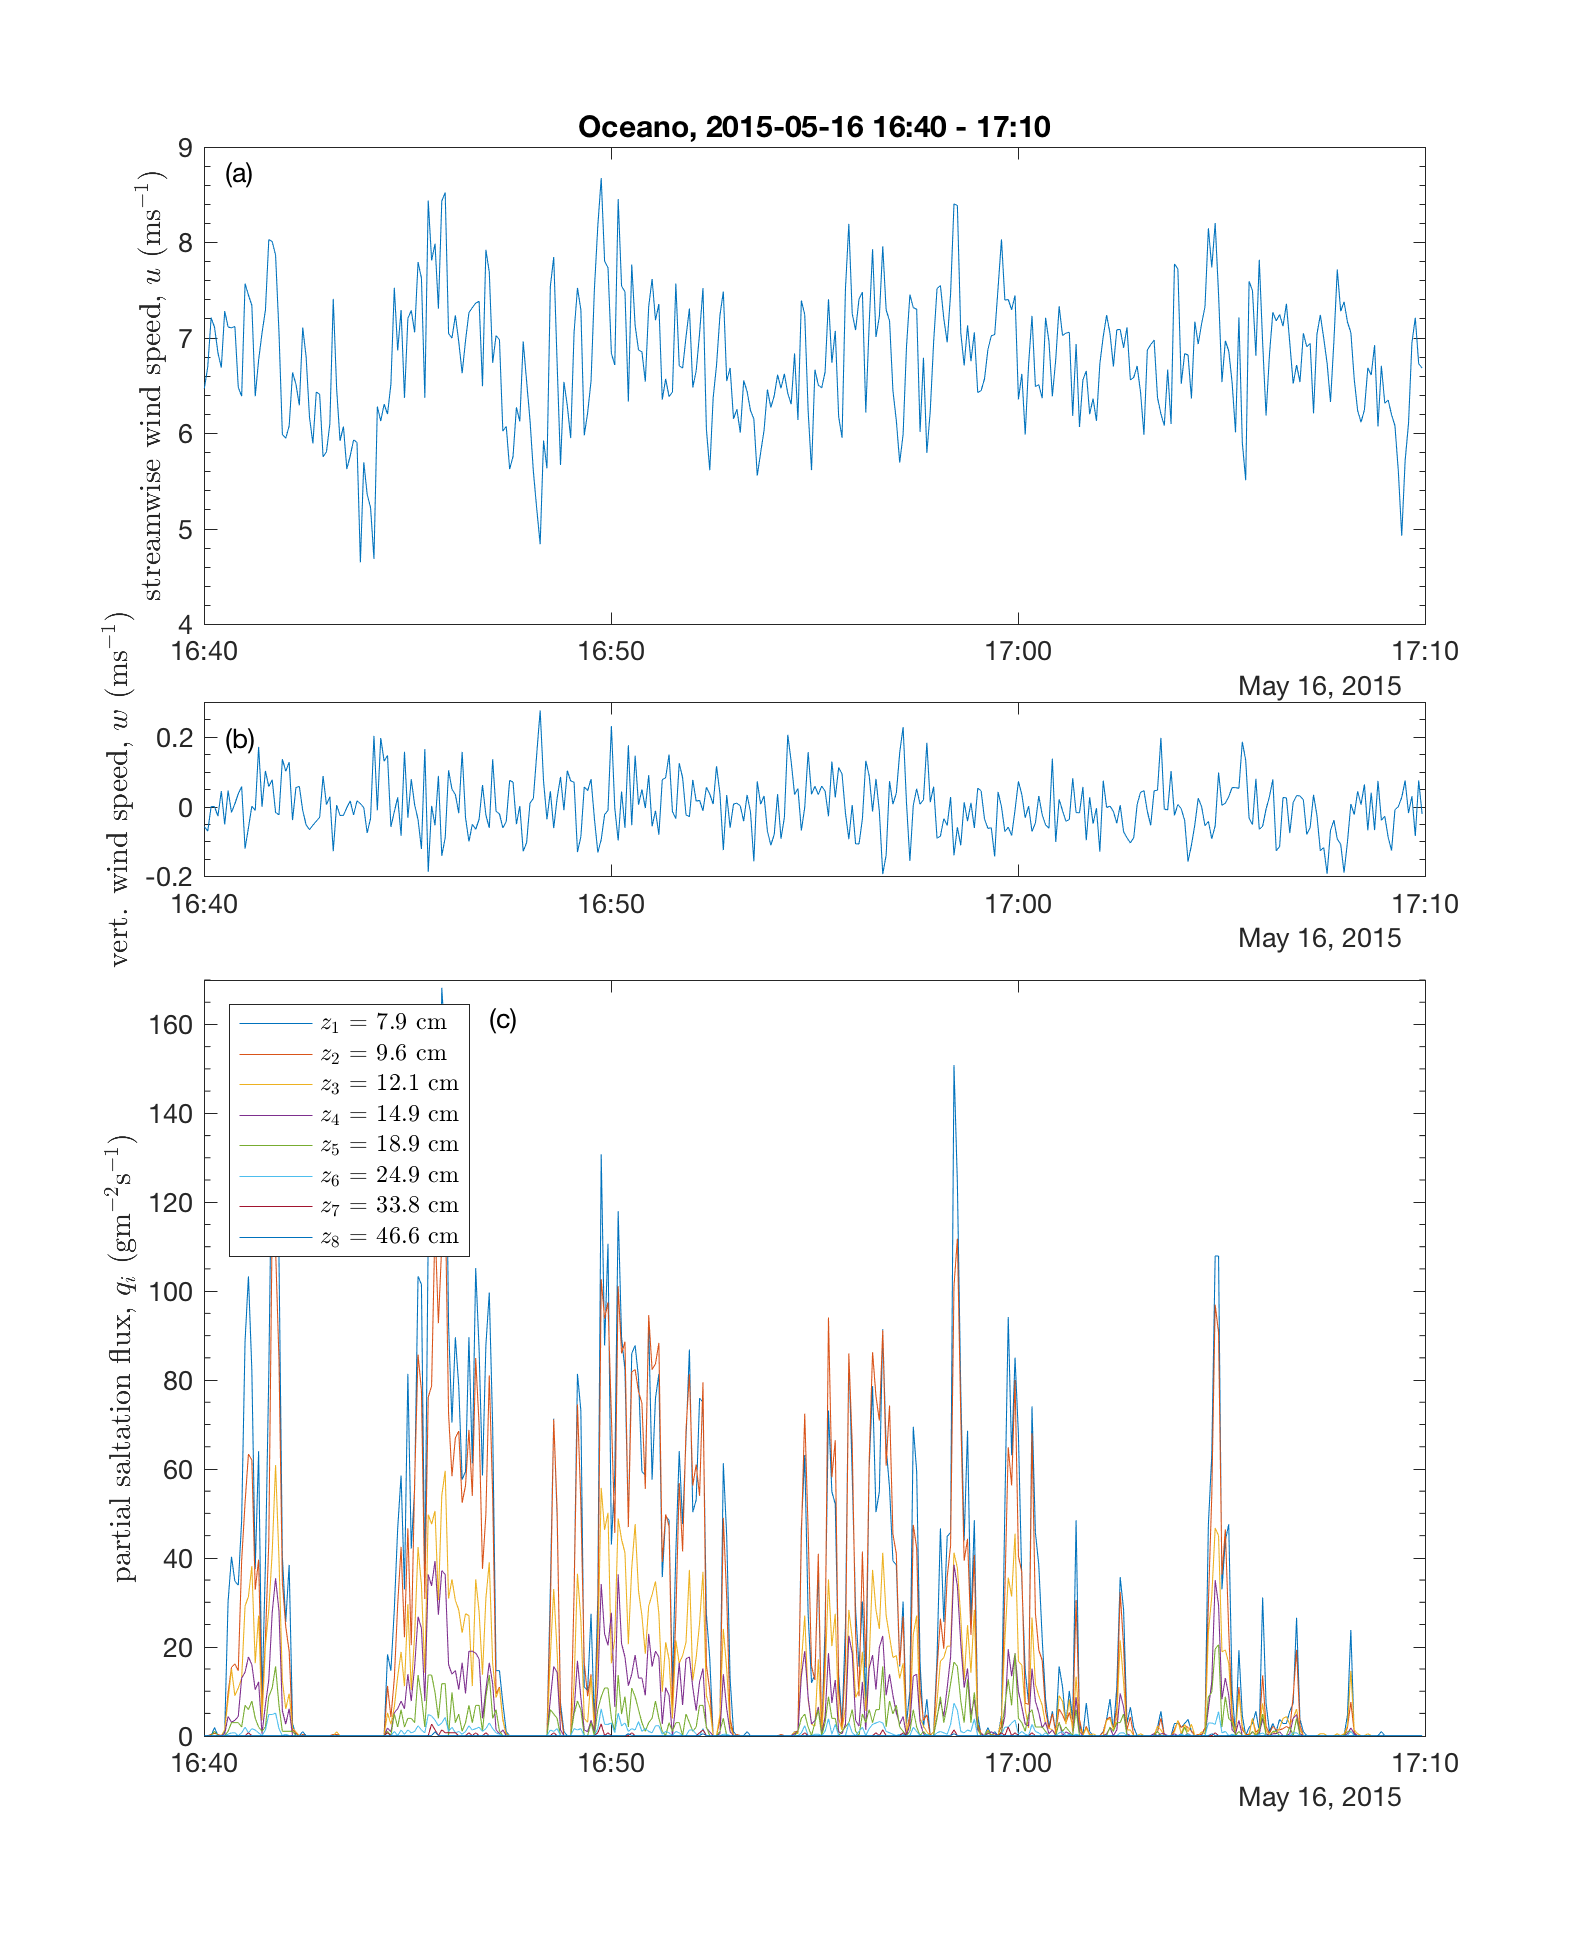 Oceano, 2015-05-16 16:40 - 17:10
(a)
streamwise wind speed, u (ms⁻¹)
9
8
7
6
5
4
16:40 16:50 17:00 17:10
May 16, 2015
(b)
vert. wind speed, w (ms⁻¹)
0.2
0
-0.2
16:40 16:50 17:00 17:10
May 16, 2015
(c)
partial saltation flux, qᵢ (gm⁻²s⁻¹)
160
140
120
100
80
60
40
20
0
z₁ = 7.9 cm
z₂ = 9.6 cm
z₃ = 12.1 cm
z₄ = 14.9 cm
z₅ = 18.9 cm
z₆ = 24.9 cm
z₇ = 33.8 cm
z₈ = 46.6 cm
16:40 16:50 17:00 17:10
May 16, 2015